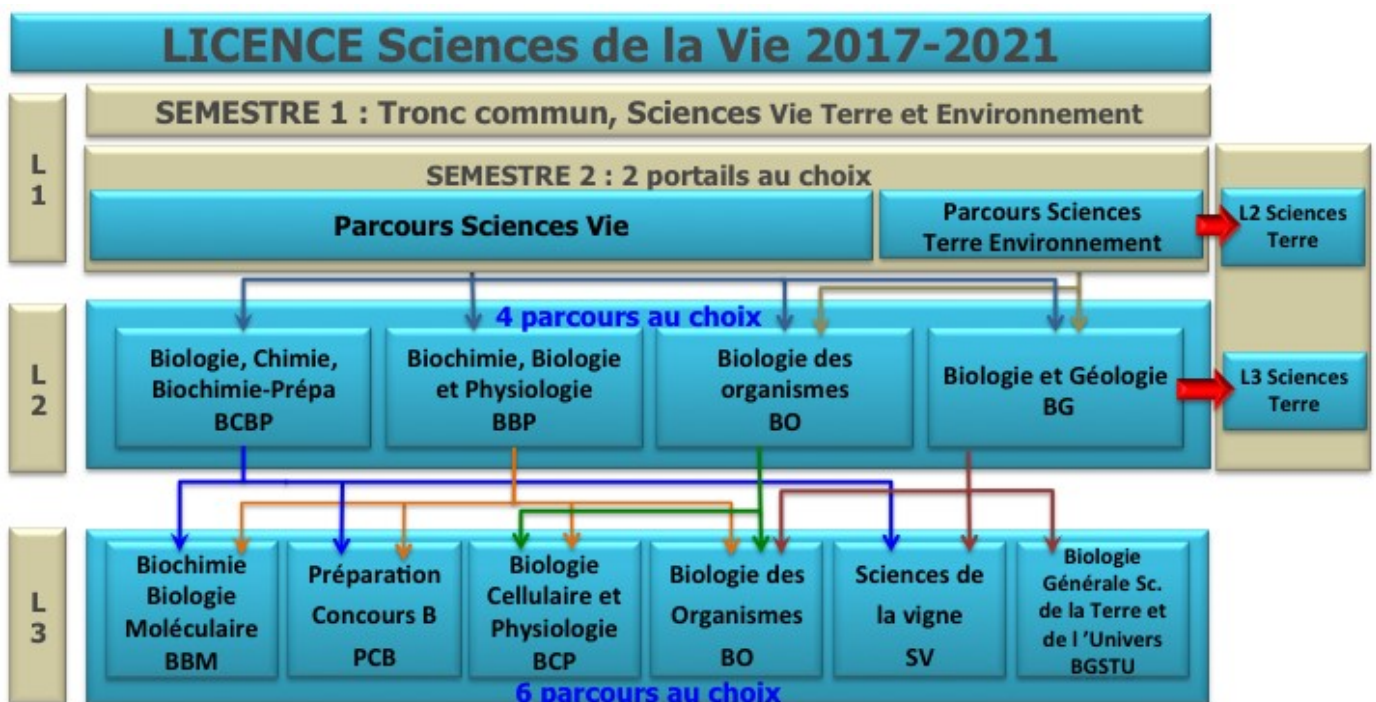 LICENCE Sciences de la Vie 2017-2021
L
1
SEMESTRE 1 : Tronc commun, Sciences Vie Terre et Environnement
SEMESTRE 2 : 2 portails au choix
Parcours Sciences Vie
Parcours Sciences
Terre Environnement
L2 Sciences
Terre
L
2
4 parcours au choix
Biologie, Chimie,
Biochimie-Prépa
BCBP
Biochimie, Biologie
et Physiologie
BBP
Biologie des
organismes
BO
Biologie et Géologie
BG
L3 Sciences
Terre
L
3
Biochimie
Biologie
Moléculaire
BBM
Préparation
Concours B
PCB
Biologie
Cellulaire et
Physiologie
BCP
Biologie des
Organismes
BO
Sciences de
la vigne
SV
Biologie
Générale Sc.
de la Terre et
de l 'Univers
BGSTU
6 parcours au choix